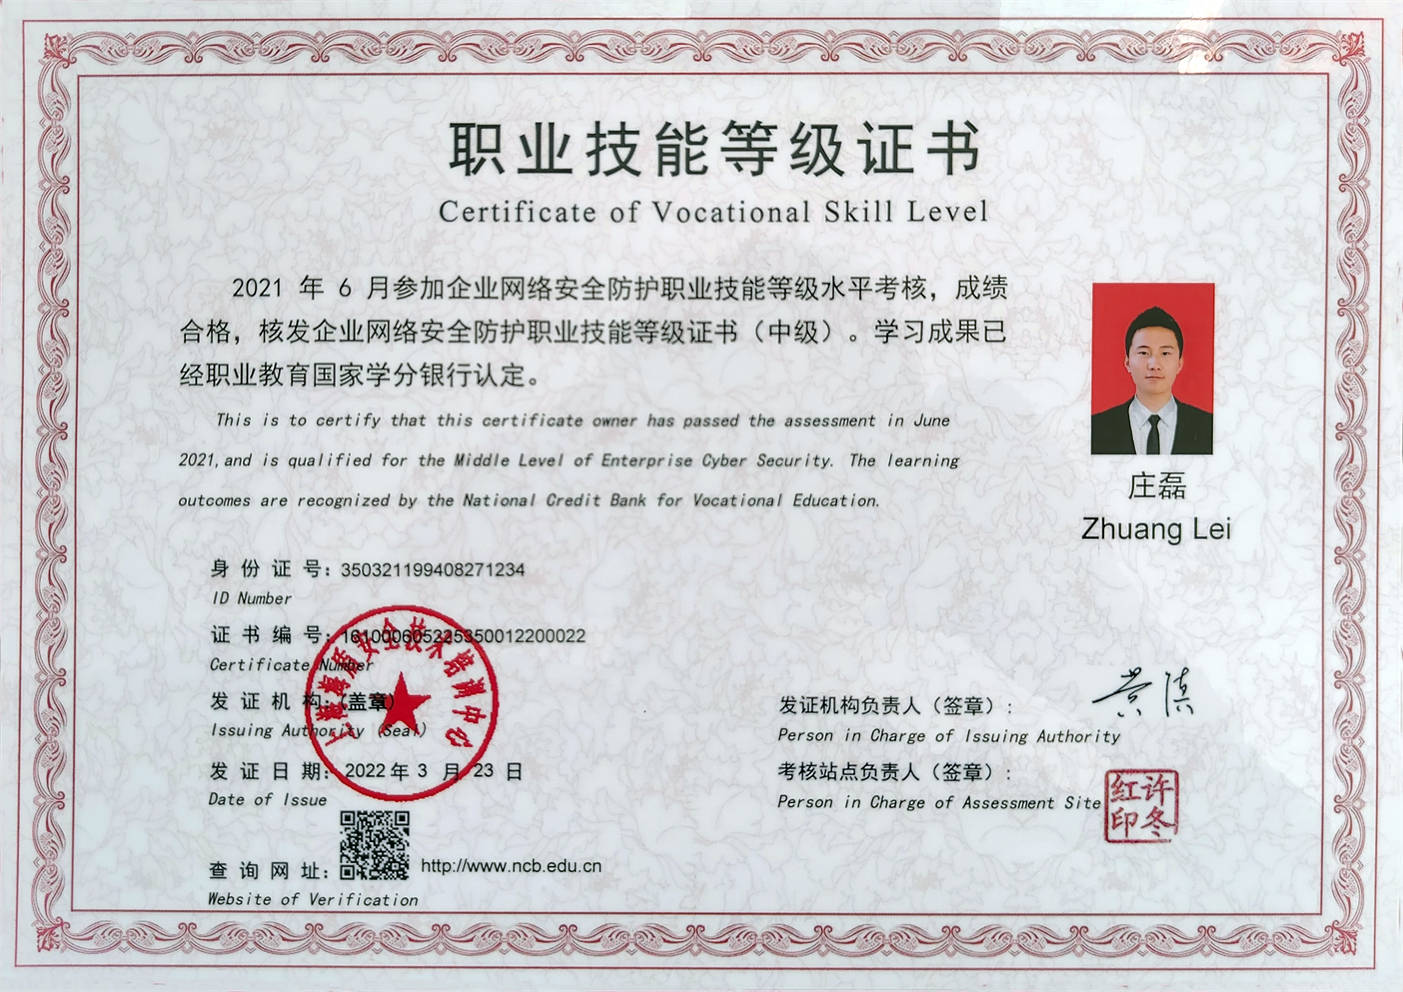 职业技能等级证书
Certificate of Vocational Skill Level
2021 年 6 月参加企业网络安全防护职业技能等级水平考核，成绩
合格，核发企业网络安全防护职业技能等级证书（中级）。学习成果已
经职业教育国家学分银行认定。
This is to certify that this certificate owner has passed the assessment in June
2021,and is qualified for the Middle Level of Enterprise Cyber Security. The learning
outcomes are recognized by the National Credit Bank for Vocational Education.
庄磊
Zhuang Lei
身 份 证 号：350321199408271234
ID Number
证 书 编 号：161000605225350012200022
Certificate Number
发 证 机 构：(盖章)
Issuing Authority (Seal)
安全技术培训中心
发 证 日 期：2022 年 3 月 23 日
Date of Issue
查 询 网 址：http://www.ncb.edu.cn
Website of Verification
发证机构负责人（签章）：
Person in Charge of Issuing Authority
考核站点负责人（签章）：
Person in Charge of Assessment Site
许冬
红印